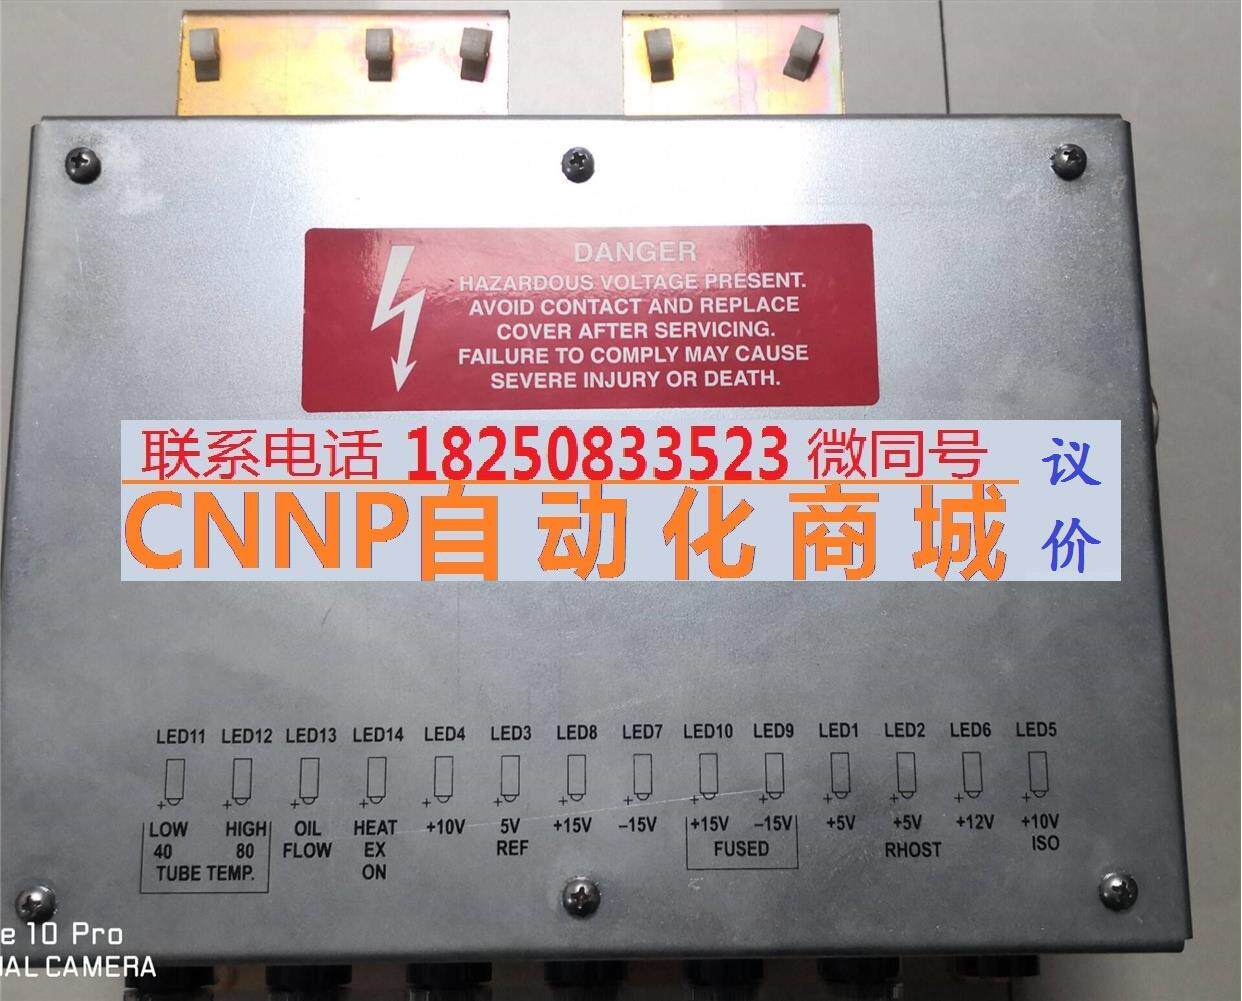 DANGER
HAZARDOUS VOLTAGE PRESENT.
AVOID CONTACT AND REPLACE
COVER AFTER SERVICING.
FAILURE TO COMPLY MAY CAUSE
SEVERE INJURY OR DEATH.
联系电话 18250833523 微同号
CNNP自动化商城
议价
LED11 LED12 LED13 LED14 LED4 LED3 LED8 LED7 LED10 LED9 LED1 LED2 LED6 LED5
+ + + + + + + + + + + + + +
LOW HIGH OIL HEAT +10V 5V +15V –15V +15V –15V +5V +5V +12V +10V
40 80 FLOW EX REF FUSED RHOST ISO
TUBE TEMP. ON
e 10 Pro
UAL CAMERA